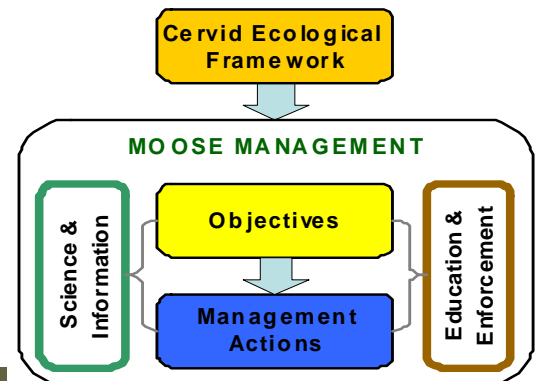 Cervid Ecological
Framework
MOOSE MANAGEMENT
Science &
Information
Objectives
Management
Actions
Education &
Enforcement